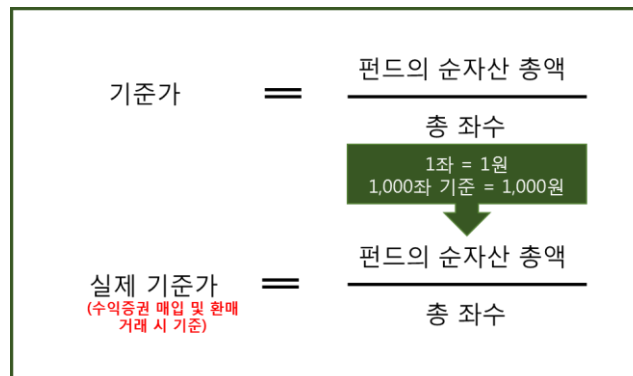 기준가
=
펀드의 순자산 총액
총 좌수
1좌 = 1원
1,000좌 기준 = 1,000원
실제 기준가
(수익증권 매입 및 환매
거래 시 기준)
=
펀드의 순자산 총액
총 좌수